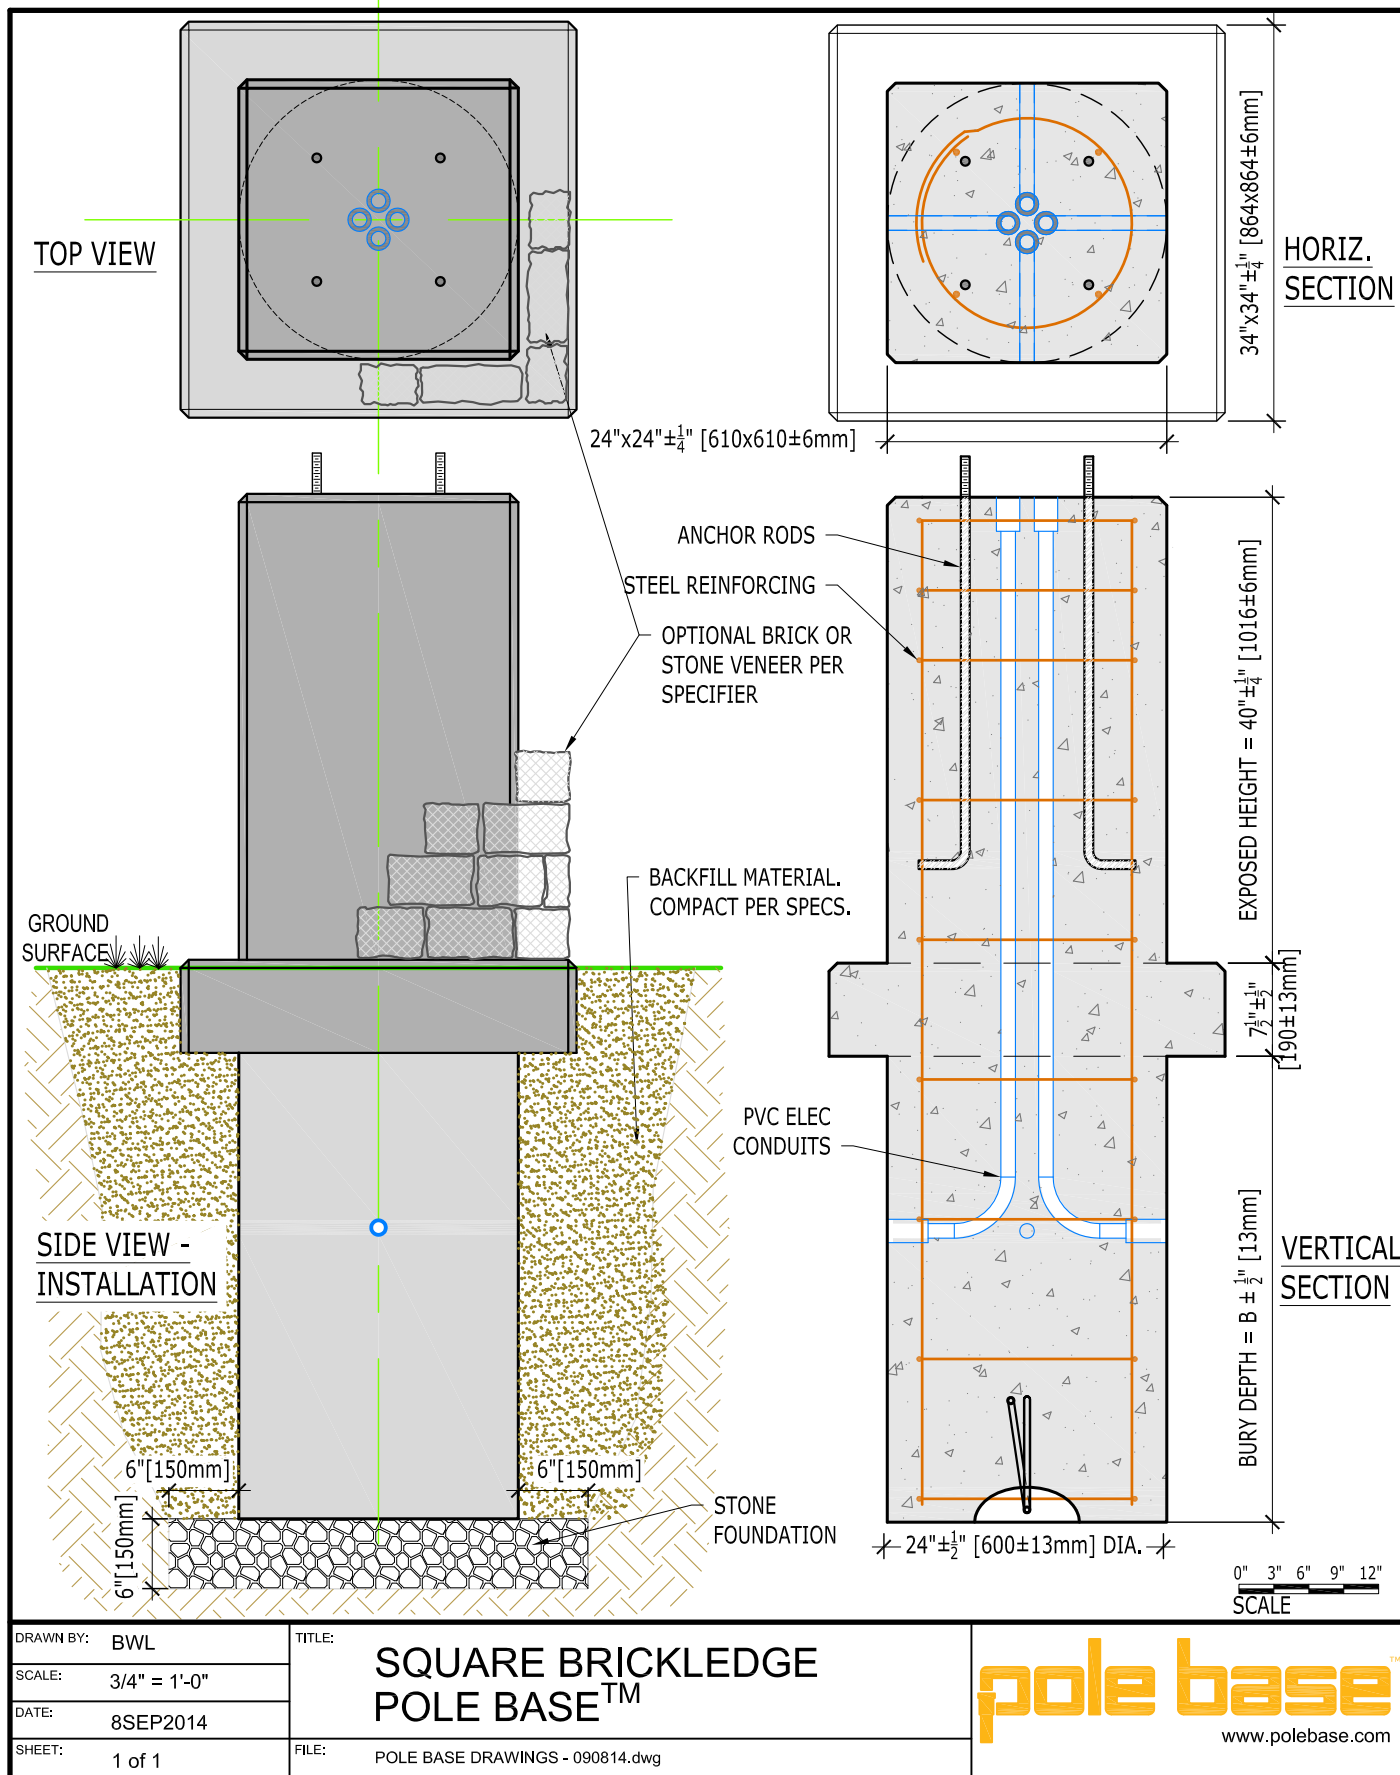 TOP VIEW
HORIZ.
SECTION
34"x34"±1/4" [864x864±6mm]
24"x24"±1/4" [610x610±6mm]
ANCHOR RODS
STEEL REINFORCING
OPTIONAL BRICK OR
STONE VENEER PER
SPECIFIER
EXPOSED HEIGHT = 40"±1/4" [1016±6mm]
BACKFILL MATERIAL.
COMPACT PER SPECS.
GROUND
SURFACE
7 1/2"±1/2"
[190±13mm]
PVC ELEC
CONDUITS
SIDE VIEW -
INSTALLATION
VERTICAL
SECTION
BURY DEPTH = B ± 1/2" [13mm]
6"[150mm]
6"[150mm]
6"[150mm]
STONE
FOUNDATION
24"±1/2" [600±13mm] DIA.
0" 3" 6" 9" 12"
SCALE
DRAWN BY: BWL
SCALE: 3/4" = 1'-0"
DATE: 8SEP2014
SHEET: 1 of 1
TITLE:
SQUARE BRICKLEDGE
POLE BASE™
FILE: POLE BASE DRAWINGS - 090814.dwg
pole base™
www.polebase.com